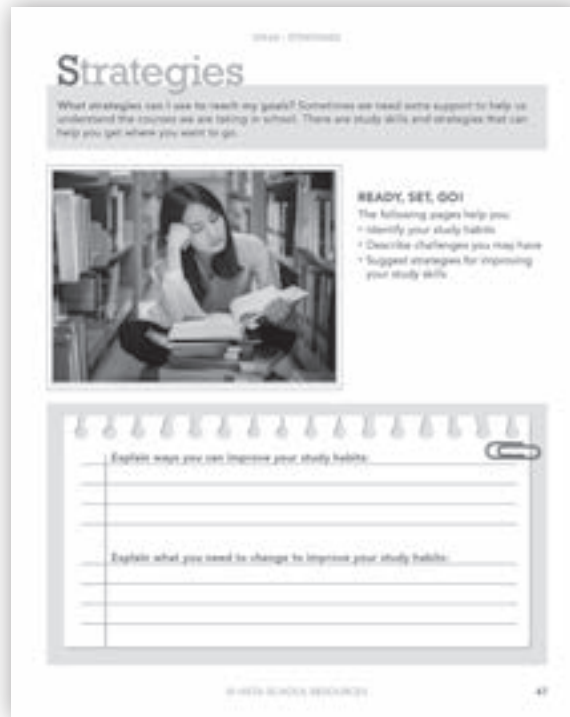 Strategies
What strategies can I use to reach my goals? Sometimes we need extra support to help us
understand the courses we are taking in school. There are study skills and strategies that can
help you get where you want to go.
READY, SET, GO!
The following pages help you:
• Identify your study habits
• Describe challenges you may have
• Suggest strategies for improving
your study skills
Explain ways you can improve your study habits:
Explain what you need to change to improve your study habits:
SCHOOL RESOURCES
47